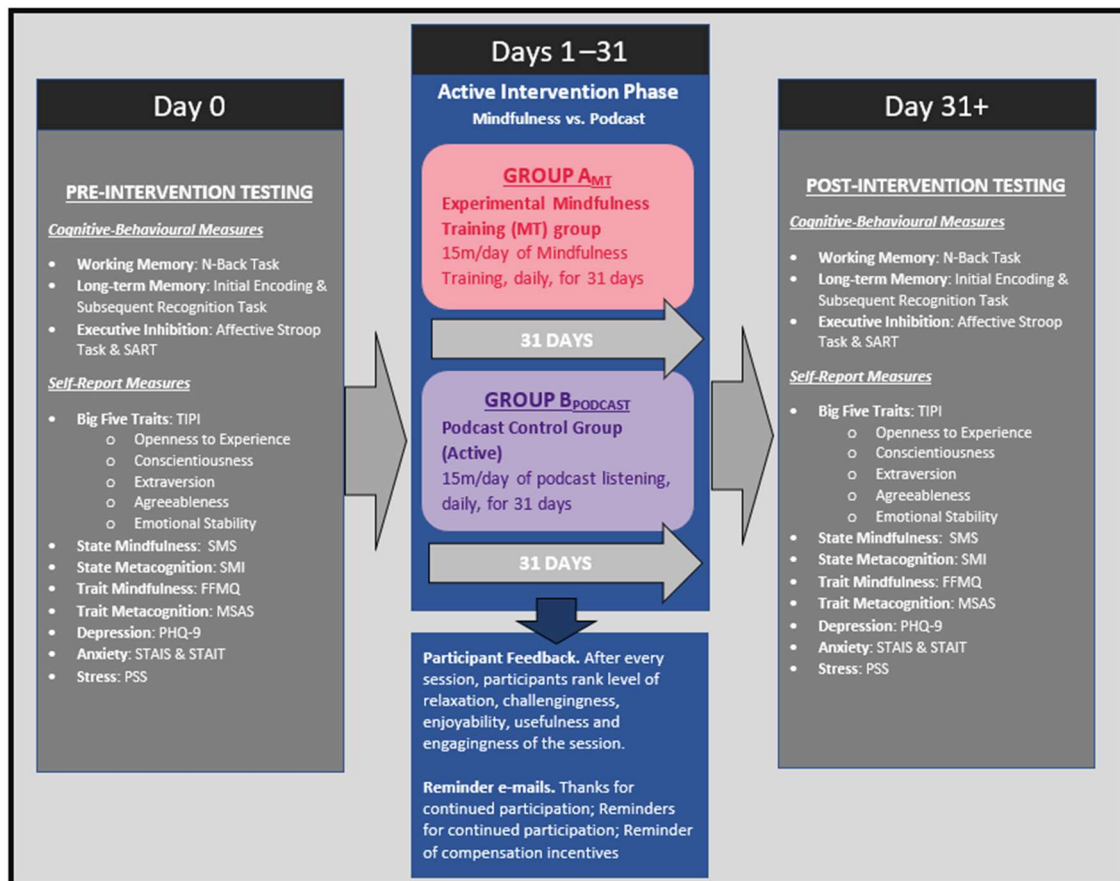 Day 0
PRE-INTERVENTION TESTING
Cognitive-Behavioural Measures
• Working Memory: N-Back Task
• Long-term Memory: Initial Encoding &
Subsequent Recognition Task
• Executive Inhibition: Affective Stroop
Task & SART
Self-Report Measures
• Big Five Traits: TIPI
o Openness to Experience
o Conscientiousness
o Extraversion
o Agreeableness
o Emotional Stability
• State Mindfulness: SMS
• State Metacognition: SMI
• Trait Mindfulness: FFMQ
• Trait Metacognition: MSAS
• Depression: PHQ-9
• Anxiety: STAIS & STAIT
• Stress: PSS
Days 1–31
Active Intervention Phase
Mindfulness vs. Podcast
GROUP AMT
Experimental Mindfulness
Training (MT) group
15m/day of Mindfulness
Training, daily, for 31 days
31 DAYS
GROUP BPODCAST
Podcast Control Group
(Active)
15m/day of podcast listening,
daily, for 31 days
31 DAYS
Participant Feedback. After every
session, participants rank level of
relaxation, challengingness,
enjoyability, usefulness and
engagingness of the session.
Reminder e-mails. Thanks for
continued participation; Reminders
for continued participation; Reminder
of compensation incentives
Day 31+
POST-INTERVENTION TESTING
Cognitive-Behavioural Measures
• Working Memory: N-Back Task
• Long-term Memory: Initial Encoding &
Subsequent Recognition Task
• Executive Inhibition: Affective Stroop
Task & SART
Self-Report Measures
• Big Five Traits: TIPI
o Openness to Experience
o Conscientiousness
o Extraversion
o Agreeableness
o Emotional Stability
• State Mindfulness: SMS
• State Metacognition: SMI
• Trait Mindfulness: FFMQ
• Trait Metacognition: MSAS
• Depression: PHQ-9
• Anxiety: STAIS & STAIT
• Stress: PSS